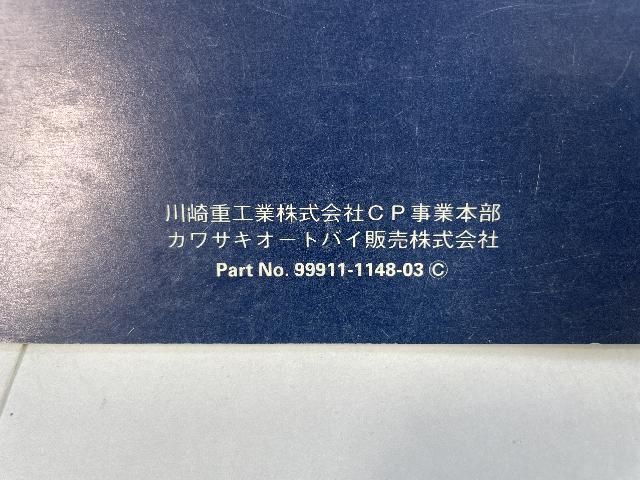 川崎重工業株式会社ＣＰ事業本部
カワサキオートバイ販売株式会社
Part No. 99911-1148-03 Ⓒ